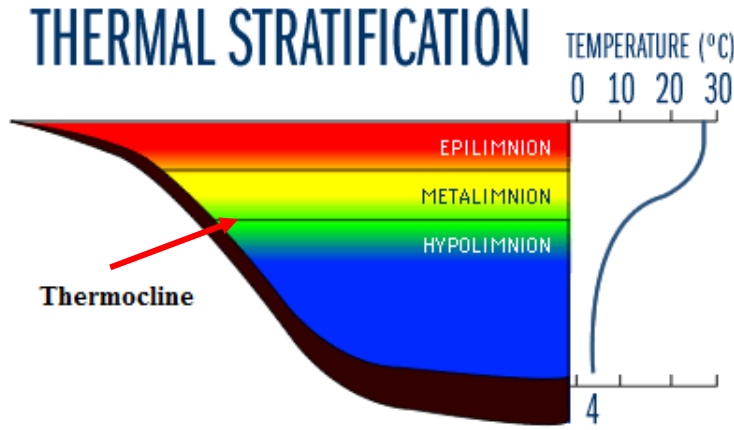 THERMAL STRATIFICATION
TEMPERATURE (°C)
0 10 20 30
EPILIMNION
METALIMNION
HYPOLIMNION
Thermocline
4